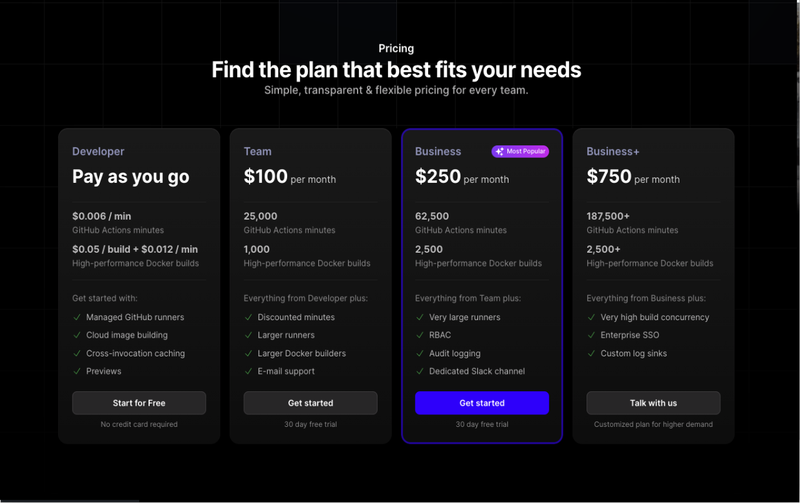 Pricing
Find the plan that best fits your needs
Simple, transparent & flexible pricing for every team.
Developer
Pay as you go
$0.006 / min
GitHub Actions minutes
$0.05 / build + $0.012 / min
High-performance Docker builds
Get started with:
Managed GitHub runners
Cloud image building
Cross-invocation caching
Previews
Start for Free
No credit card required
Team
$100 per month
25,000
GitHub Actions minutes
1,000
High-performance Docker builds
Everything from Developer plus:
Discounted minutes
Larger runners
Larger Docker builders
E-mail support
Get started
30 day free trial
Business
Most Popular
$250 per month
62,500
GitHub Actions minutes
2,500
High-performance Docker builds
Everything from Team plus:
Very large runners
RBAC
Audit logging
Dedicated Slack channel
Get started
30 day free trial
Business+
$750 per month
187,500+
GitHub Actions minutes
2,500+
High-performance Docker builds
Everything from Business plus:
Very high build concurrency
Enterprise SSO
Custom log sinks
Talk with us
Customized plan for higher demand